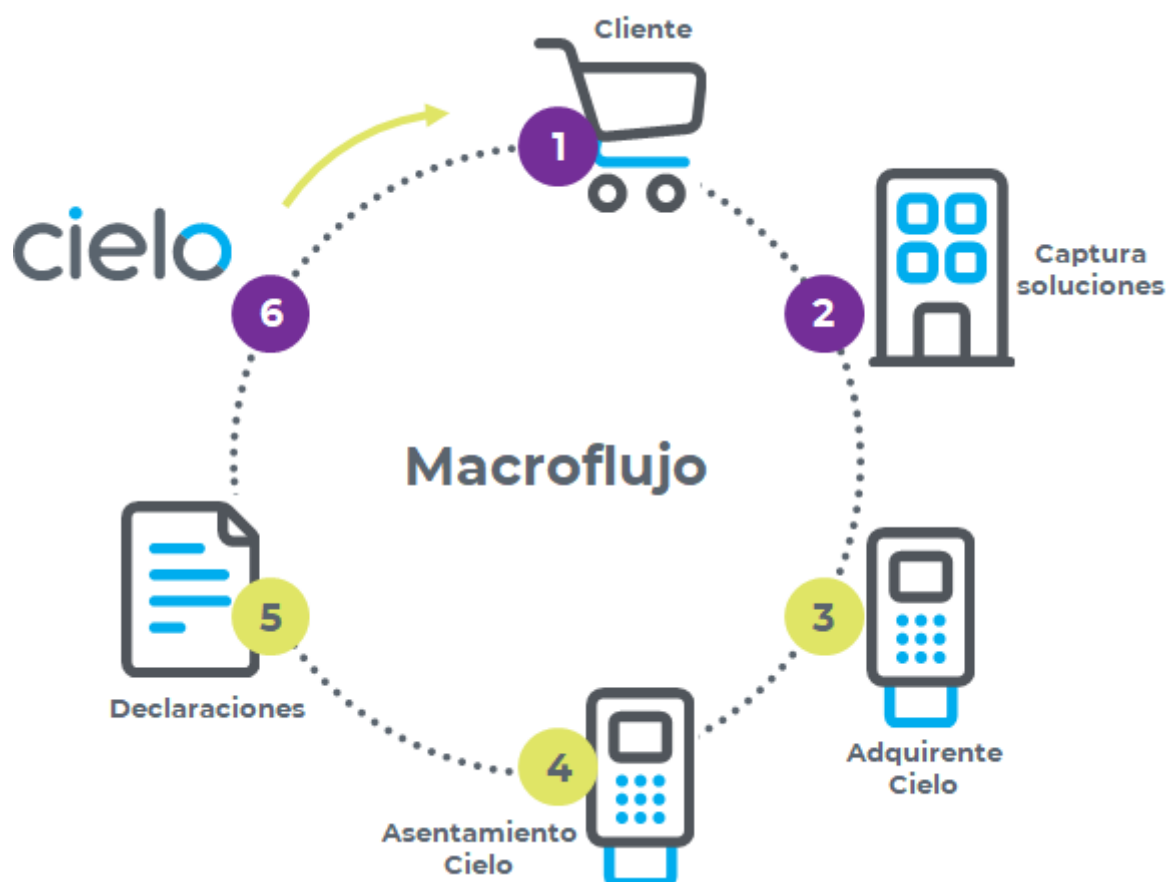 Cliente
1
cielo
Captura
soluciones
6
2
Macroflujo
5
3
Declaraciones
4
Adquirente
Cielo
Asentamiento
Cielo